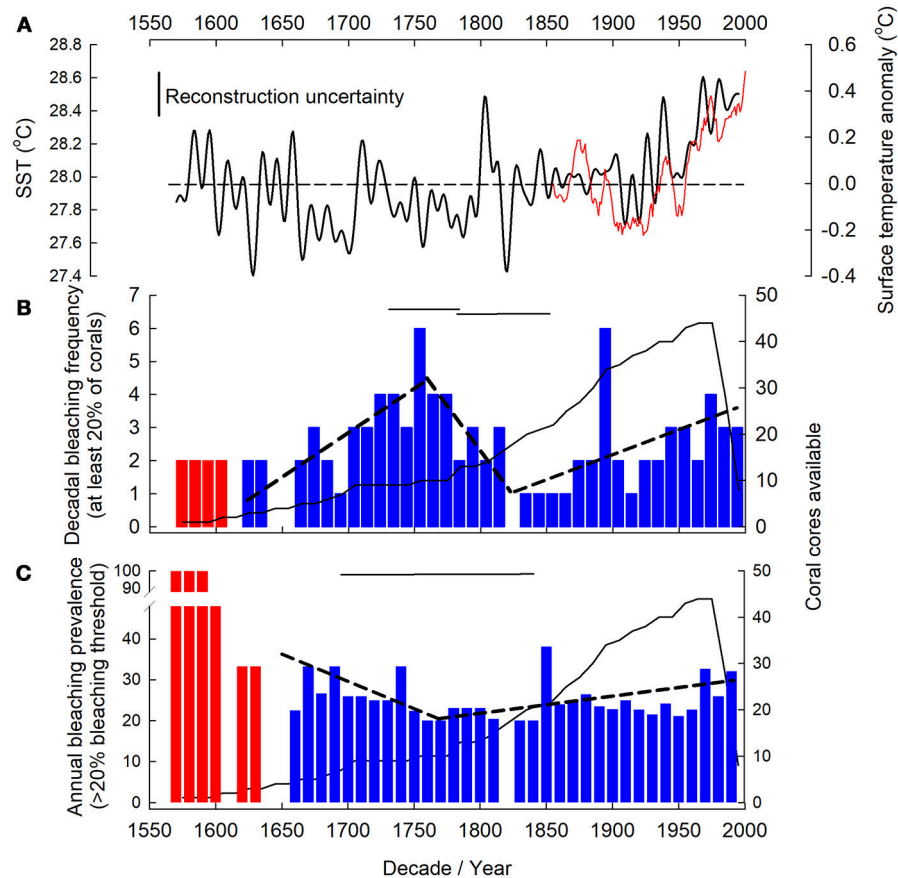 1550 1600 1650 1700 1750 1800 1850 1900 1950 2000
A
28.8
28.6
28.4
28.2
28.0
27.8
27.6
27.4
SST (°C)
Reconstruction uncertainty
0.6
0.4
0.2
0.0
-0.2
-0.4
Surface temperature anomaly (°C)
B
7
6
5
4
3
2
1
0
Decadal bleaching frequency
(at least 20% of corals)
50
40
30
20
10
0
Coral cores available
C
100
90
40
30
20
10
0
Annual bleaching prevalence
(>20% bleaching threshold)
50
40
30
20
10
0
1550 1600 1650 1700 1750 1800 1850 1900 1950 2000
Decade / Year